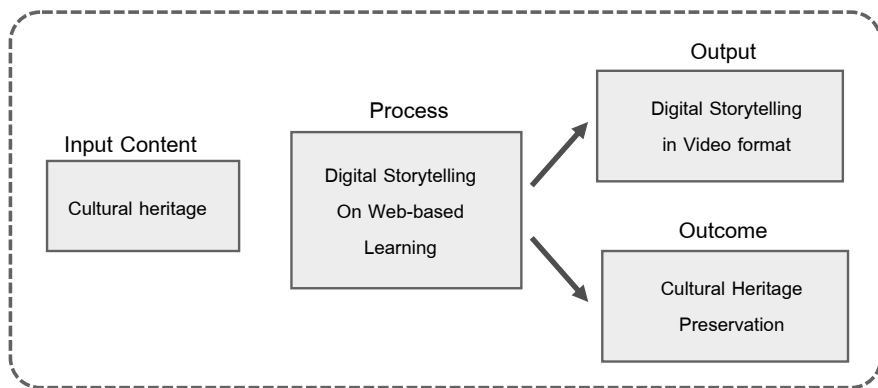 Input Content
Cultural heritage
Process
Digital Storytelling
On Web-based
Learning
Output
Digital Storytelling
in Video format
Outcome
Cultural Heritage
Preservation